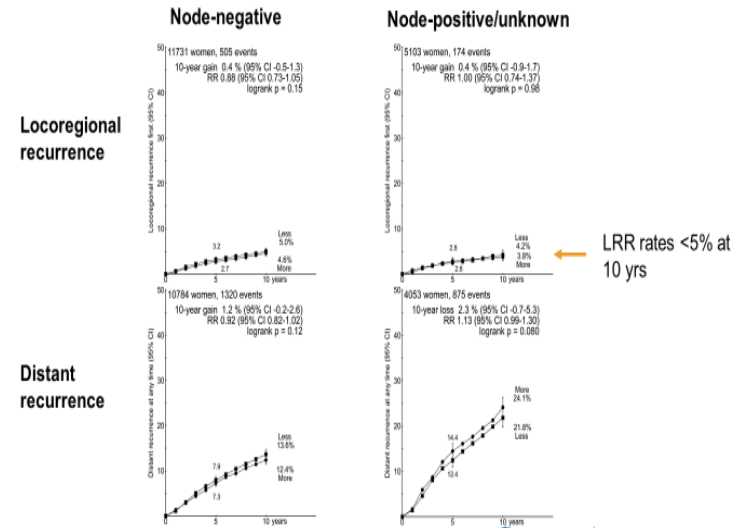 Node-negative
Node-positive/unknown
Locoregional
recurrence
50
11731 women, 505 events
10-year gain 0.4 % (95% CI -0.5-1.3)
RR 0.88 (95% CI 0.73-1.05)
logrank p = 0.15
Locoregional recurrence first (95% CI)
40
30
20
10
3.2
2.7
Less
5.0%
4.6%
More
5
10 years
50
5103 women, 174 events
10-year gain 0.4 % (95% CI -0.9-1.7)
RR 1.00 (95% CI 0.74-1.37)
logrank p = 0.98
Locoregional recurrence first (95% CI)
40
30
20
10
2.8
2.6
Less
4.2%
3.8%
More
5
10 years
LRR rates <5% at
10 yrs
Distant
recurrence
50
10784 women, 1320 events
10-year gain 1.2 % (95% CI -0.2-2.6)
RR 0.92 (95% CI 0.82-1.02)
logrank p = 0.12
Distant recurrence at any time (95% CI)
40
30
20
10
7.9
7.3
Less
13.6%
12.4%
More
5
10 years
50
4053 women, 875 events
10-year loss 2.3 % (95% CI -0.7-5.3)
RR 1.13 (95% CI 0.99-1.30)
logrank p = 0.080
Distant recurrence at any time (95% CI)
40
30
20
10
14.4
12.4
More
24.1%
21.8%
Less
5
10 years